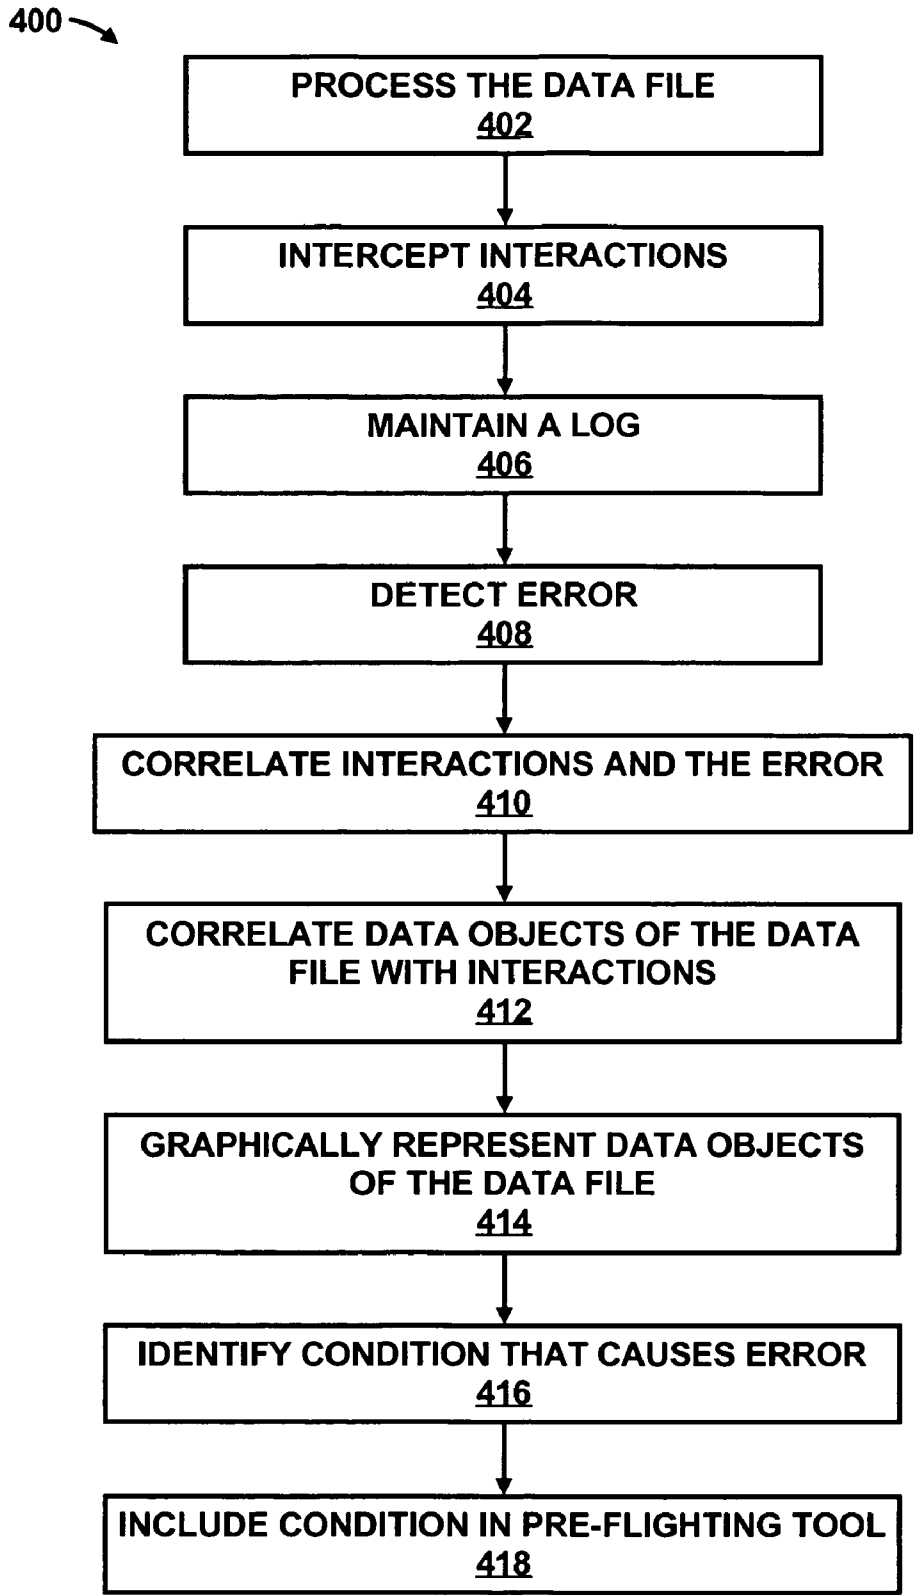 400
PROCESS THE DATA FILE
402
INTERCEPT INTERACTIONS
404
MAINTAIN A LOG
406
DETECT ERROR
408
CORRELATE INTERACTIONS AND THE ERROR
410
CORRELATE DATA OBJECTS OF THE DATA
FILE WITH INTERACTIONS
412
GRAPHICALLY REPRESENT DATA OBJECTS
OF THE DATA FILE
414
IDENTIFY CONDITION THAT CAUSES ERROR
416
INCLUDE CONDITION IN PRE-FLIGHTING TOOL
418